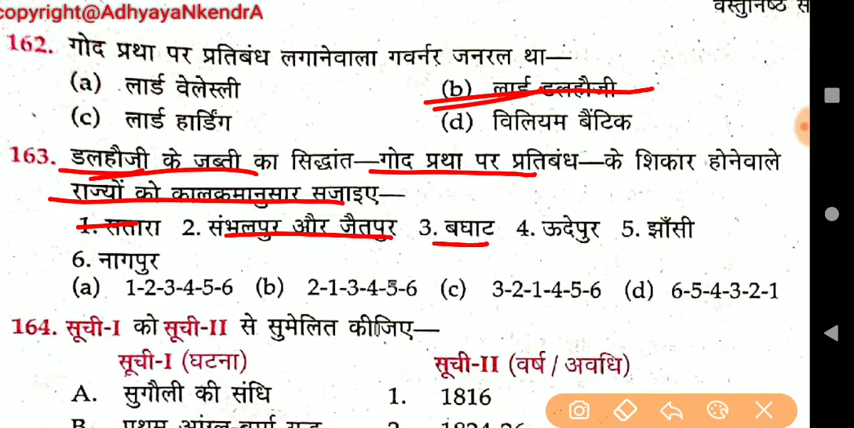 copyright@AdhyayaNkendrA
वस्तुनिष्ठ स
162. गोद प्रथा पर प्रतिबंध लगानेवाला गवर्नर जनरल था—
(a) लार्ड वेलेस्ली (b) लार्ड डलहौजी
(c) लार्ड हार्डिंग (d) विलियम बैंटिक
163. डलहौजी के जब्ती का सिद्धांत—गोद प्रथा पर प्रतिबंध—के शिकार होनेवाले
राज्यों को कालक्रमानुसार सजाइए—
1. सतारा 2. संभलपुर और जैतपुर 3. बघाट 4. ऊदेपुर 5. झाँसी
6. नागपुर
(a) 1-2-3-4-5-6 (b) 2-1-3-4-5-6 (c) 3-2-1-4-5-6 (d) 6-5-4-3-2-1
164. सूची-I को सूची-II से सुमेलित कीजिए—
सूची-I (घटना) सूची-II (वर्ष / अवधि)
A. सुगौली की संधि 1. 1816